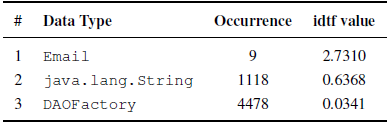 # Data Type Occurrence idtf value
1 Email 9 2.7310
2 java.lang.String 1118 0.6368
3 DAOFactory 4478 0.0341